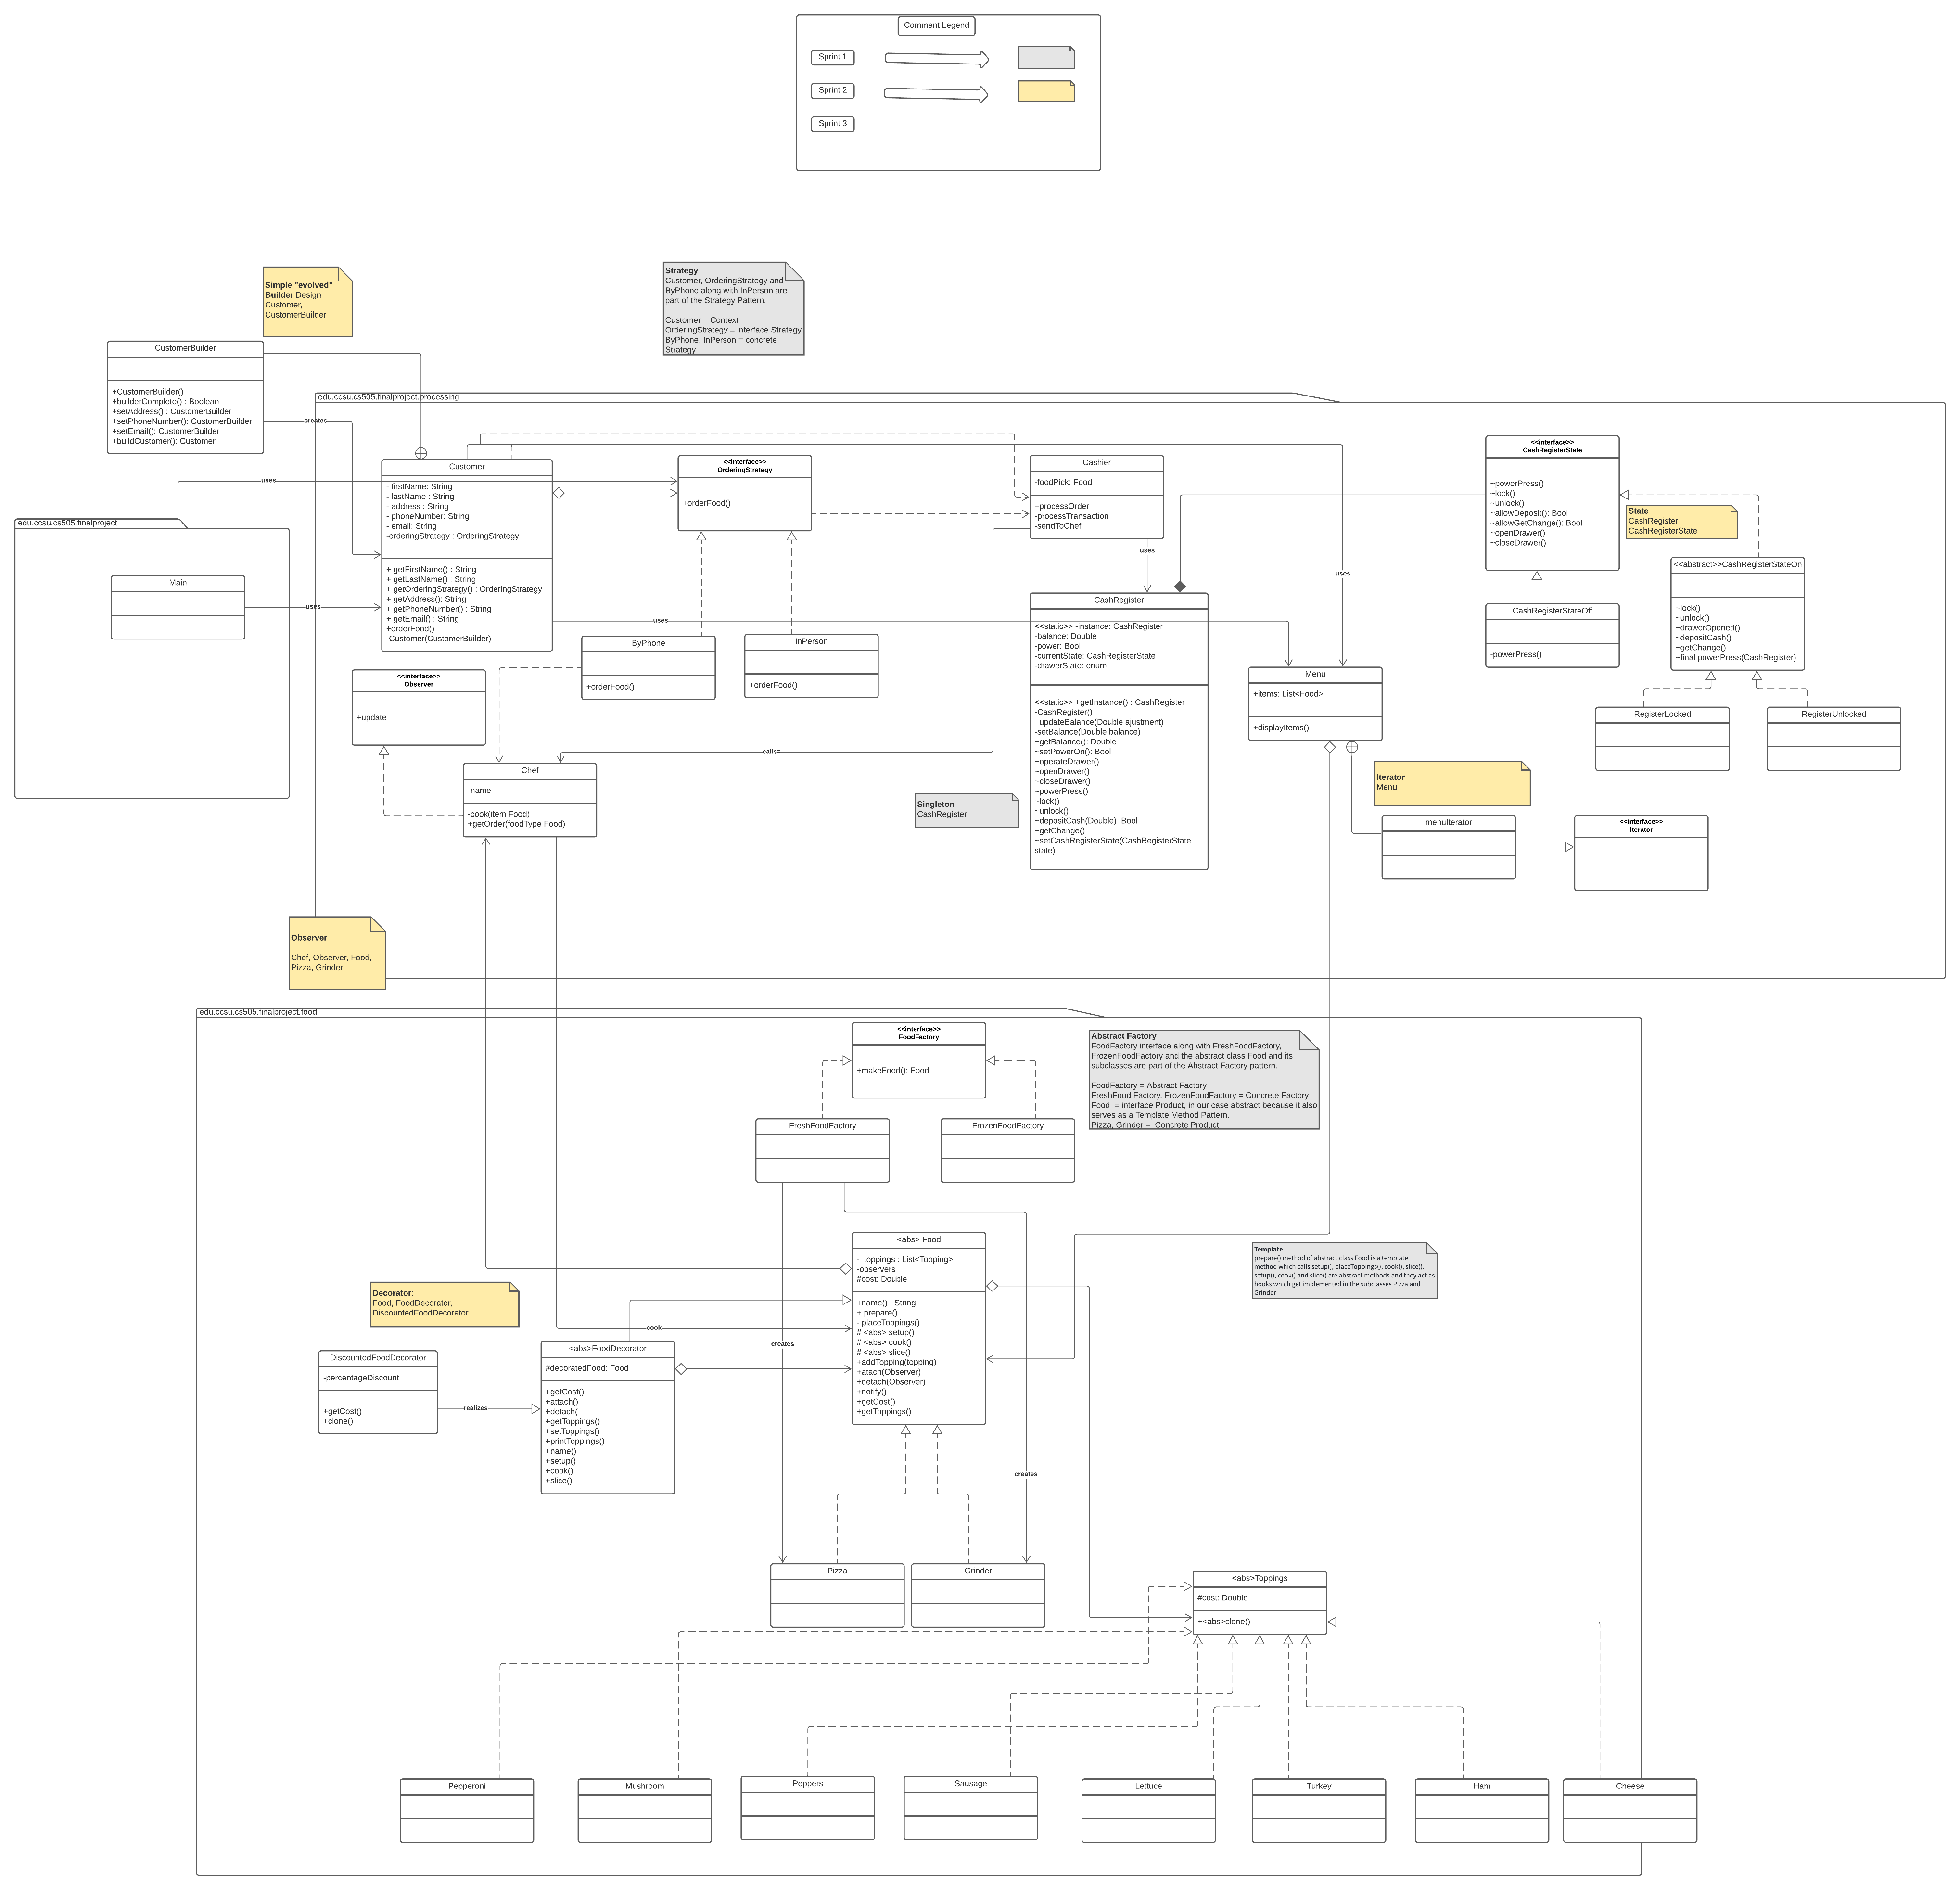 Comment Legend
Sprint 1
Sprint 2
Sprint 3
Simple "evolved"
Builder Design
Customer,
CustomerBuilder
Strategy
Customer, OrderingStrategy and
ByPhone along with InPerson are
part of the Strategy Pattern.
Customer = Context
OrderingStrategy = interface Strategy
ByPhone, InPerson = concrete
Strategy
CustomerBuilder
+CustomerBuilder()
+builderComplete() : Boolean
+setAddress() : CustomerBuilder
+setPhoneNumber(): CustomerBuilder
+setEmail(): CustomerBuilder
+buildCustomer(): Customer
creates
edu.ccsu.cs505.finalproject.processing
Customer
- firstName: String
- lastName : String
- address : String
- phoneNumber: String
- email: String
-orderingStrategy : OrderingStrategy
+ getFirstName() : String
+ getLastName() : String
+ getOrderingStrategy() : OrderingStrategy
+ getAddress(): String
+ getPhoneNumber() : String
+ getEmail() : String
+orderFood()
-Customer(CustomerBuilder)
<<interface>>
OrderingStrategy
+orderFood()
Cashier
-foodPick: Food
+processOrder
-processTransaction
-sendToChef
uses
<<interface>>
CashRegisterState
~powerPress()
~lock()
~unlock()
~allowDeposit(): Bool
~allowGetChange(): Bool
~openDrawer()
~closeDrawer()
State
CashRegister
CashRegisterState
uses
edu.ccsu.cs505.finalproject
Main
uses
uses
uses
<<abstract>>CashRegisterStateOn
~lock()
~unlock()
~drawerOpened()
~depositCash()
~getChange()
~final powerPress(CashRegister)
CashRegisterStateOff
-powerPress{}
CashRegister
<<static>> -instance: CashRegister
-balance: Double
-power: Bool
-currentState: CashRegisterState
-drawerState: enum
<<static>> +getInstance() : CashRegister
-CashRegister()
+updateBalance(Double ajustment)
-setBalance(Double balance)
+getBalance(): Double
~setPowerOn(): Bool
~operateDrawer()
~openDrawer()
~closeDrawer()
~powerPress()
~lock()
~unlock()
~depositCash(Double) :Bool
~getChange()
~setCashRegisterState(CashRegisterState
state)
ByPhone
+orderFood()
InPerson
+orderFood()
<<interface>>
Observer
+update
Menu
+items: List<Food>
+displayItems()
RegisterLocked
RegisterUnlocked
calls=
Chef
-name
-cook(item Food)
+getOrder(foodType Food)
Singleton
CashRegister
Iterator
Menu
menuIterator
<<interface>>
Iterator
Observer
Chef, Observer, Food,
Pizza, Grinder
edu.ccsu.cs505.finalproject.food
<<interface>>
FoodFactory
+makeFood(): Food
Abstract Factory
FoodFactory interface along with FreshFoodFactory,
FrozenFoodFactory and the abstract class Food and its
subclasses are part of the Abstract Factory pattern.
FoodFactory = Abstract Factory
FreshFood Factory, FrozenFoodFactory = Concrete Factory
Food  = interface Product, in our case abstract because it also
serves as a Template Method Pattern.
Pizza, Grinder =  Concrete Product
FreshFoodFactory
FrozenFoodFactory
<abs> Food
-  toppings : List<Topping>
-observers
#cost: Double
+name() : String
+ prepare()
- placeToppings()
# <abs> setup()
# <abs> cook()
# <abs> slice()
+addTopping(topping)
+atach(Observer)
+detach(Observer)
+notify()
+getCost()
+getToppings()
Template
prepare() method of abstract class Food is a template
method which calls setup(), placeToppings(), cook(), slice().
setup(), cook() and slice() are abstract methods and they act as
hooks which get implemented in the subclasses Pizza and
Grinder
Decorator:
Food, FoodDecorator,
DiscountedFoodDecorator
cook
creates
<abs>FoodDecorator
#decoratedFood: Food
+getCost()
+attach()
+detach(
+getToppings()
+setToppings()
+printToppings()
+name()
+setup()
+cook()
+slice()
DiscountedFoodDecorator
-percentageDiscount
+getCost()
+clone()
realizes
creates
Pizza
Grinder
<abs>Toppings
#cost: Double
+<abs>clone()
Pepperoni
Mushroom
Peppers
Sausage
Lettuce
Turkey
Ham
Cheese